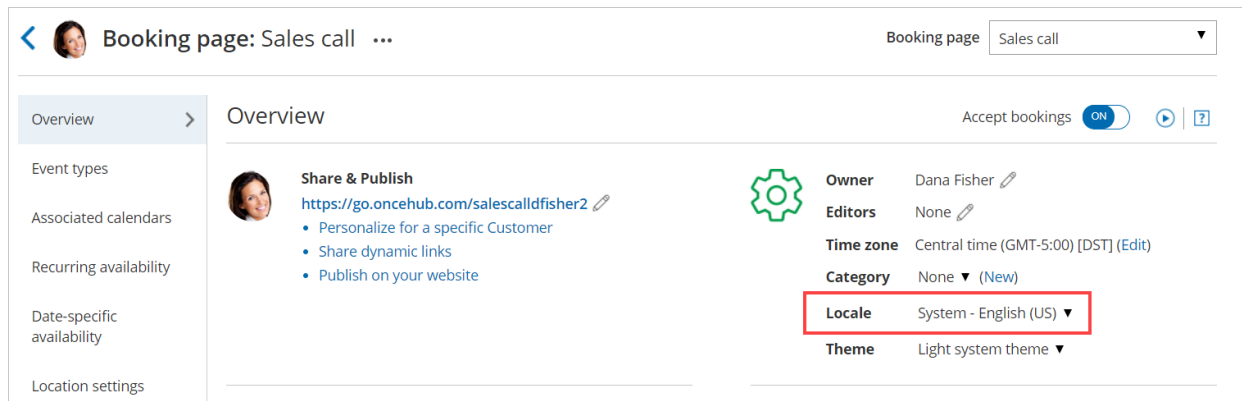 Booking page: Sales call ...
Booking page Sales call
Overview
Event types
Associated calendars
Recurring availability
Date-specific
availability
Location settings
Overview
Accept bookings ON ?
Share & Publish
https://go.oncehub.com/salescalldfisher2
• Personalize for a specific Customer
• Share dynamic links
• Publish on your website
Owner Dana Fisher
Editors None
Time zone Central time (GMT-5:00) [DST] (Edit)
Category None ▼ (New)
Locale System - English (US) ▼
Theme Light system theme ▼